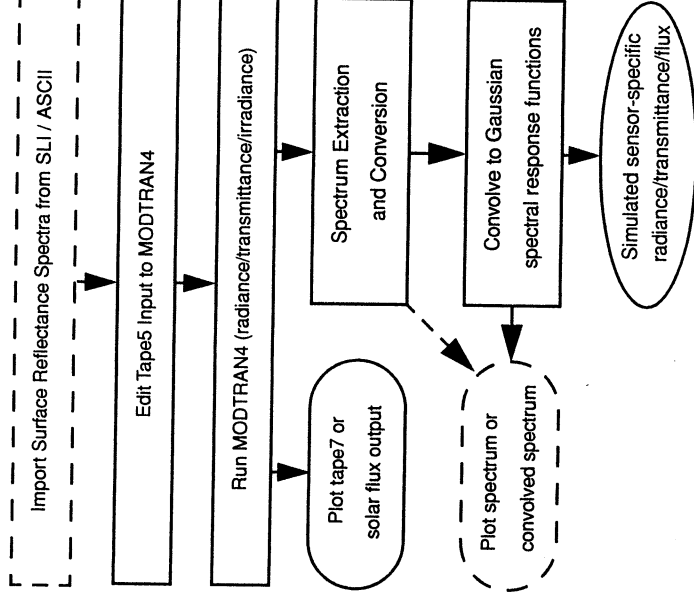 Import Surface Reflectance Spectra from SLI / ASCII
Edit Tape5 Input to MODTRAN4
Run MODTRAN4 (radiance/transmittance/irradiance)
Plot tape7 or
solar flux output
Spectrum Extraction
and Conversion
Plot spectrum or
convolved spectrum
Convolve to Gaussian
spectral response functions
Simulated sensor-specific
radiance/transmittance/flux